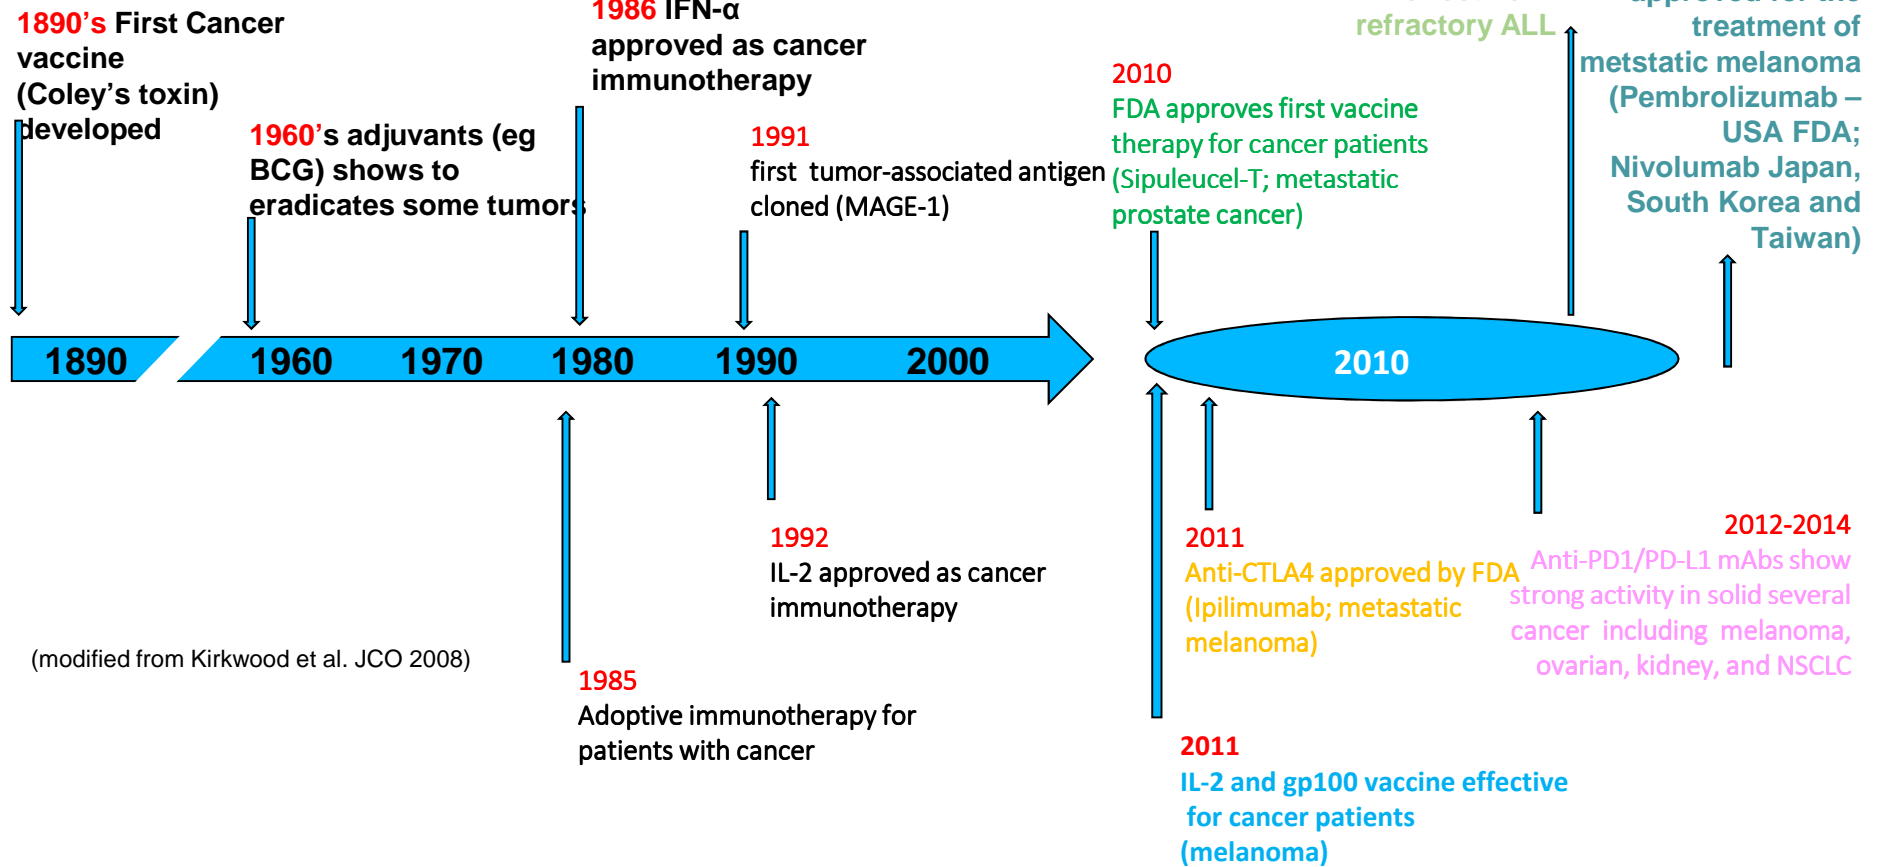 1890's First Cancer
vaccine
(Coley's toxin)
developed
1960's adjuvants (eg
BCG) shows to
eradicates some tumors
1986 IFN-α
approved as cancer
immunotherapy
1991
first tumor-associated antigen
cloned (MAGE-1)
2010
FDA approves first vaccine
therapy for cancer patients
(Sipuleucel-T; metastatic
prostate cancer)
refractory ALL
approved for the
treatment of
metstatic melanoma
(Pembrolizumab –
USA FDA;
Nivolumab Japan,
South Korea and
Taiwan)
1890
1960
1970
1980
1990
2000
2010
1985
Adoptive immunotherapy for
patients with cancer
1992
IL-2 approved as cancer
immunotherapy
2011
Anti-CTLA4 approved by FDA
(Ipilimumab; metastatic
melanoma)
2011
IL-2 and gp100 vaccine effective
for cancer patients
(melanoma)
2012-2014
Anti-PD1/PD-L1 mAbs show
strong activity in solid several
cancer including melanoma,
ovarian, kidney, and NSCLC
(modified from Kirkwood et al. JCO 2008)